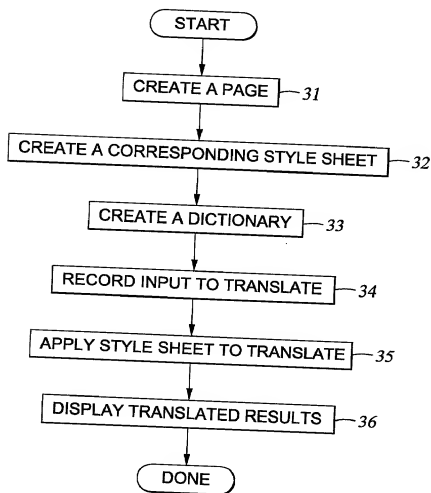 START
CREATE A PAGE 31
CREATE A CORRESPONDING STYLE SHEET 32
CREATE A DICTIONARY 33
RECORD INPUT TO TRANSLATE 34
APPLY STYLE SHEET TO TRANSLATE 35
DISPLAY TRANSLATED RESULTS 36
DONE